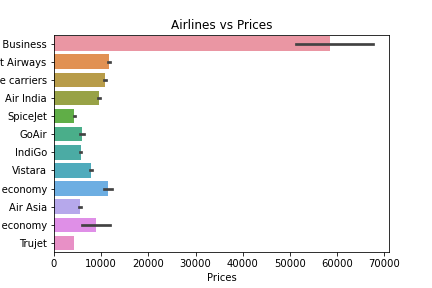 Airlines vs Prices
Business
t Airways
e carriers
Air India
SpiceJet
GoAir
IndiGo
Vistara
economy
Air Asia
economy
Trujet
0 10000 20000 30000 40000 50000 60000 70000
Prices